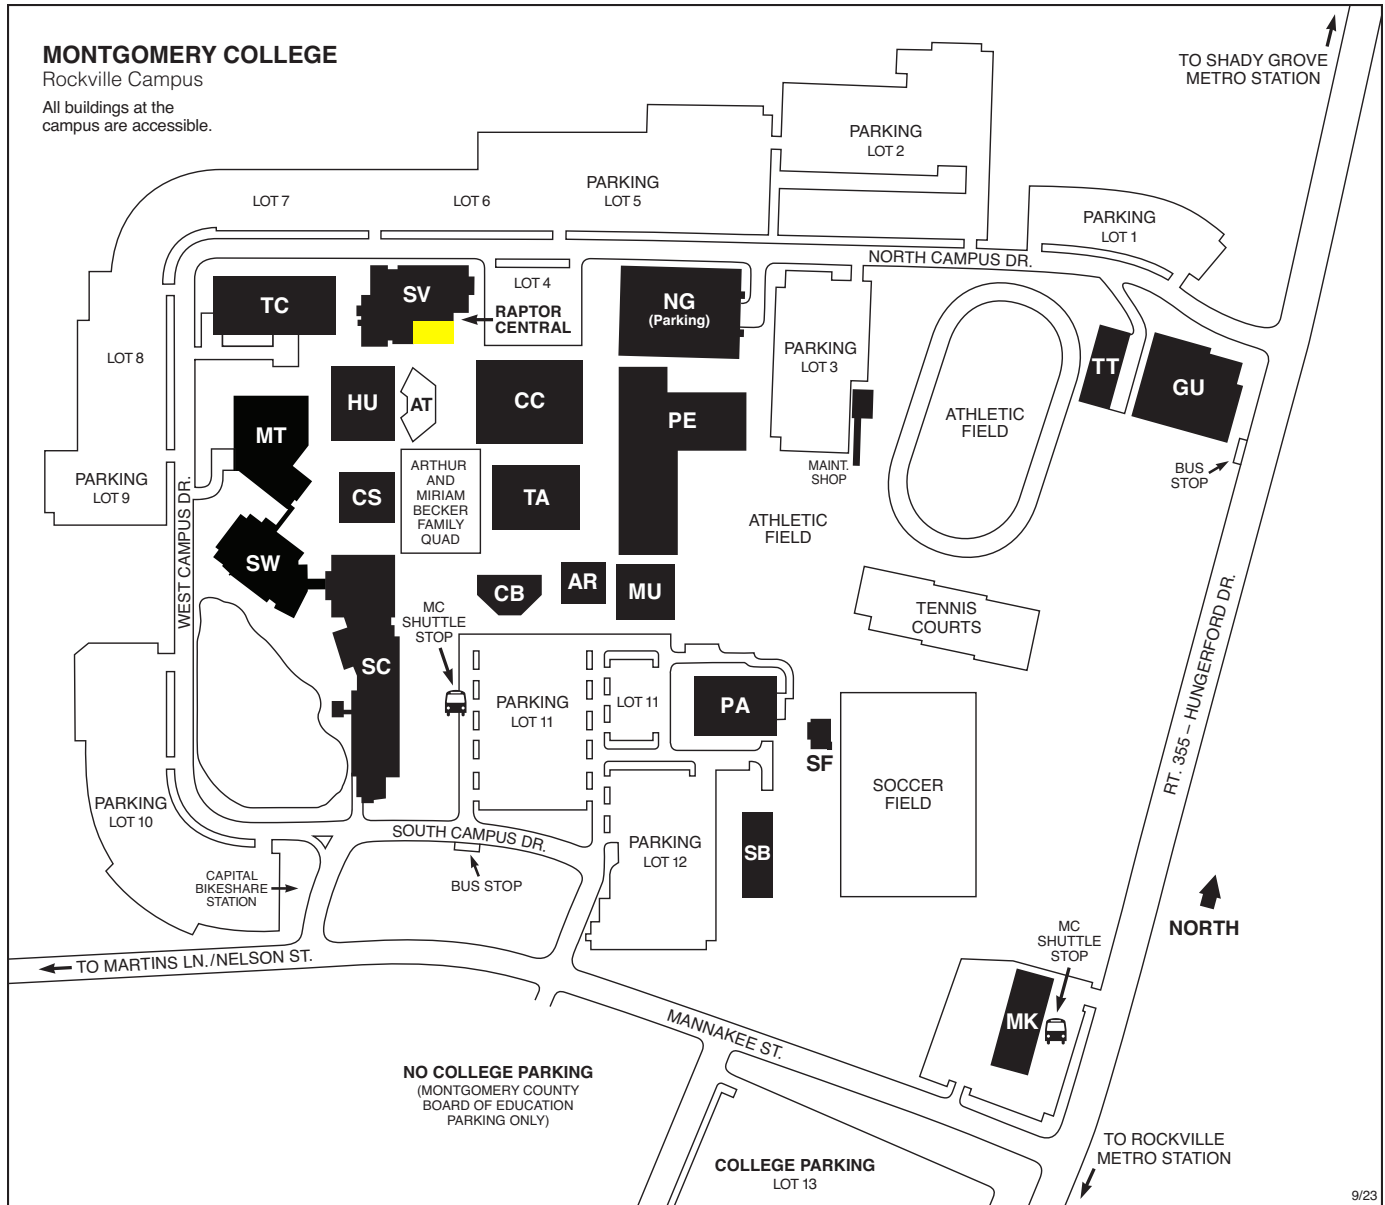 MONTGOMERY COLLEGE
Rockville Campus
All buildings at the
campus are accessible.
TO SHADY GROVE
METRO STATION
PARKING
LOT 2
PARKING
LOT 5
LOT 6
LOT 7
PARKING
LOT 1
NORTH CAMPUS DR.
TC
SV
LOT 4
RAPTOR
CENTRAL
NG
(Parking)
PARKING
LOT 3
TT
GU
LOT 8
HU
AT
CC
PE
ATHLETIC
FIELD
MT
MAINT.
SHOP
BUS
STOP
PARKING
LOT 9
CS
ARTHUR
AND
MIRIAM
BECKER
FAMILY
QUAD
TA
ATHLETIC
FIELD
WEST CAMPUS DR.
SW
CB
AR
MU
TENNIS
COURTS
MC
SHUTTLE
STOP
SC
PARKING
LOT 11
LOT 11
PA
SF
RT. 355 – HUNGERFORD DR.
SOCCER
FIELD
PARKING
LOT 10
SOUTH CAMPUS DR.
PARKING
LOT 12
SB
CAPITAL
BIKESHARE
STATION
BUS STOP
NORTH
MC
SHUTTLE
STOP
TO MARTINS LN./NELSON ST.
MK
MANNAKEE ST.
NO COLLEGE PARKING
(MONTGOMERY COUNTY
BOARD OF EDUCATION
PARKING ONLY)
COLLEGE PARKING
LOT 13
TO ROCKVILLE
METRO STATION
9/23